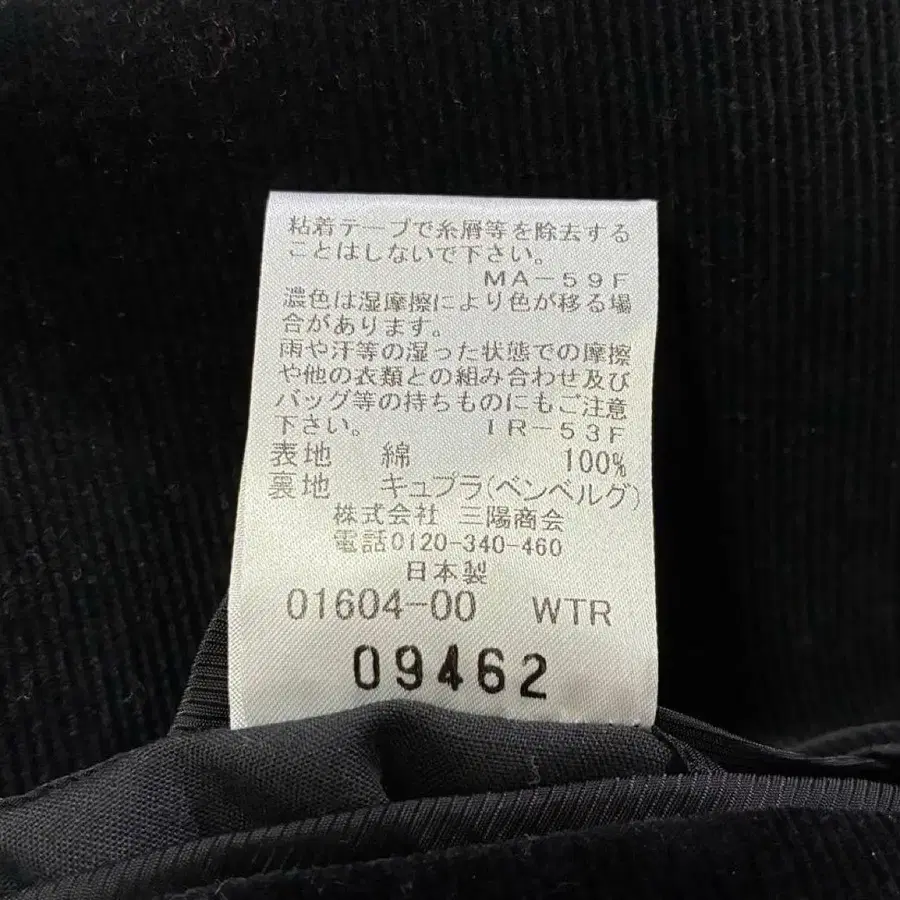 粘着テープで糸屑等を除去する
ことはしないで下さい。
MA-59F
濃色は湿摩擦により色が移る場
合があります。
雨や汗等の湿った状態での摩擦
や他の衣類との組み合わせ及び
バッグ等の持ちものにもご注意
下さい。 IR-53F
表地 綿 100%
裏地 キュプラ(ベンベルグ)
株式会社 三陽商会
電話0120-340-460
日本製
01604-00 WTR
09462